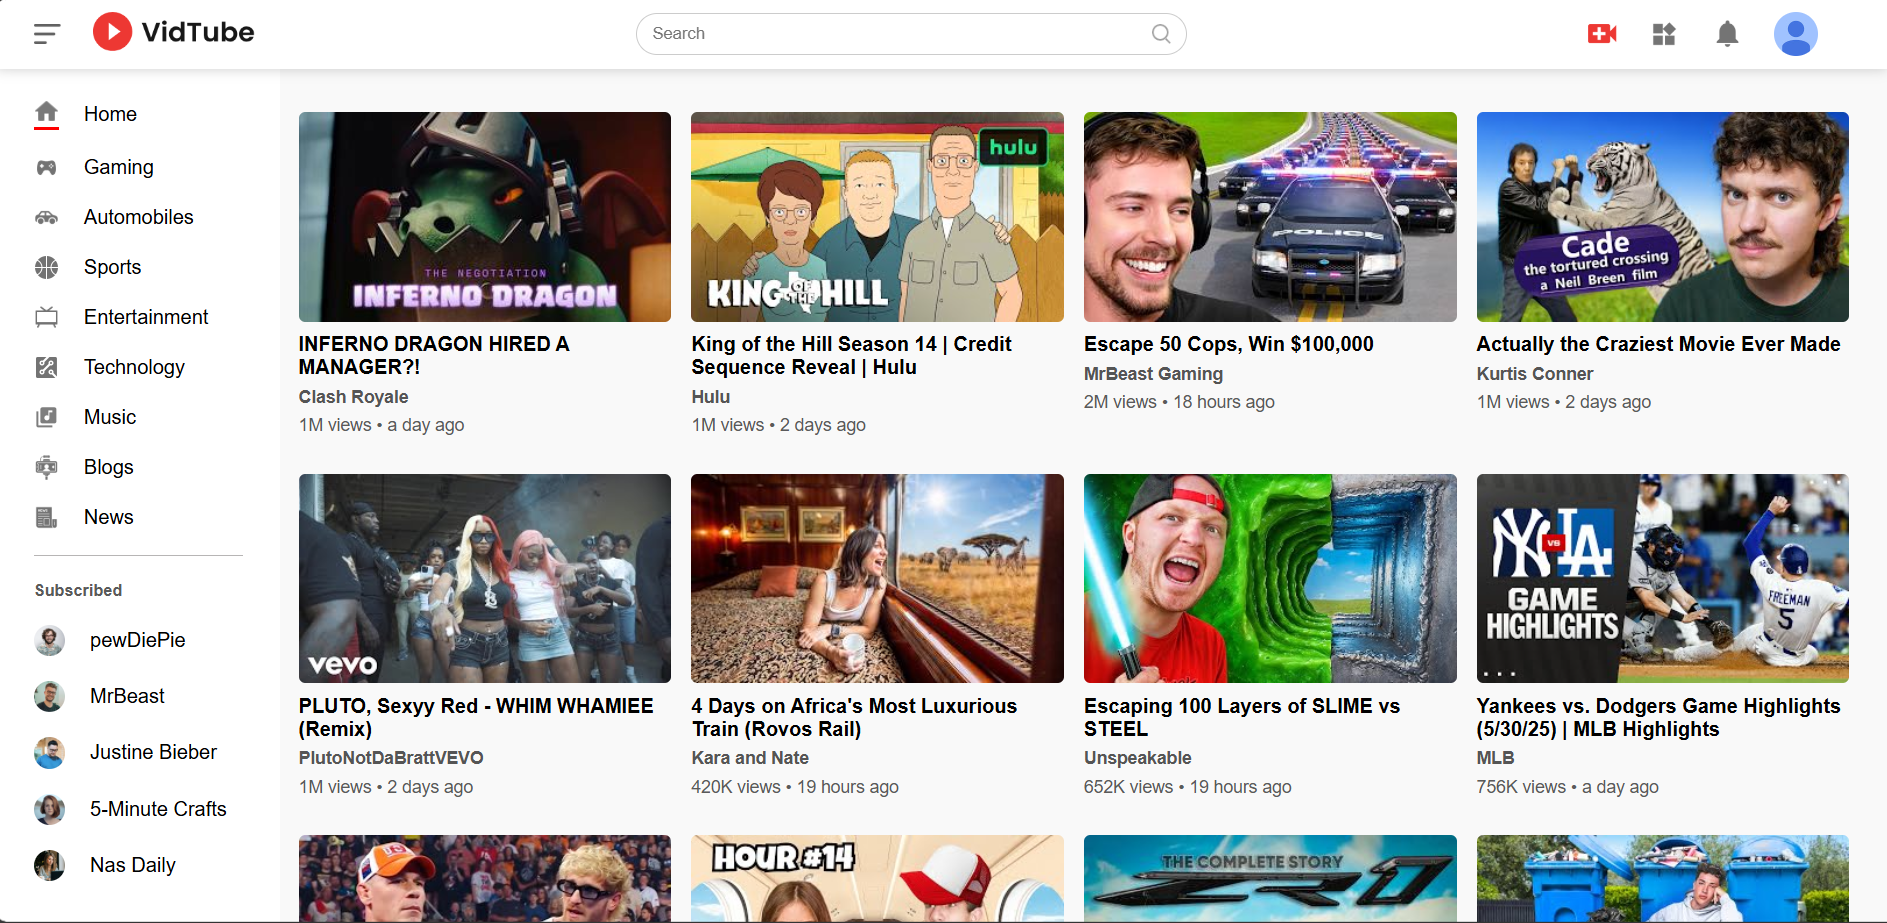 VidTube
Search
Home
Gaming
Automobiles
Sports
Entertainment
Technology
Music
Blogs
News
Subscribed
pewDiePie
MrBeast
Justine Bieber
5-Minute Crafts
Nas Daily
THE NEGOTIATION
INFERNO DRAGON
INFERNO DRAGON HIRED A
MANAGER?!
Clash Royale
1M views • a day ago
hulu
KING OF THE HILL
King of the Hill Season 14 | Credit
Sequence Reveal | Hulu
Hulu
1M views • 2 days ago
POLICE
Escape 50 Cops, Win $100,000
MrBeast Gaming
2M views • 18 hours ago
Cade
the tortured crossing
a Neil Breen film
Actually the Craziest Movie Ever Made
Kurtis Conner
1M views • 2 days ago
vevo
PLUTO, Sexyy Red - WHIM WHAMIEE
(Remix)
PlutoNotDaBrattVEVO
1M views • 2 days ago
4 Days on Africa's Most Luxurious
Train (Rovos Rail)
Kara and Nate
420K views • 19 hours ago
Escaping 100 Layers of SLIME vs
STEEL
Unspeakable
652K views • 19 hours ago
NY VS LA
GAME
HIGHLIGHTS
FREEMAN
5
Yankees vs. Dodgers Game Highlights
(5/30/25) | MLB Highlights
MLB
756K views • a day ago
HOUR #14
THE COMPLETE STORY